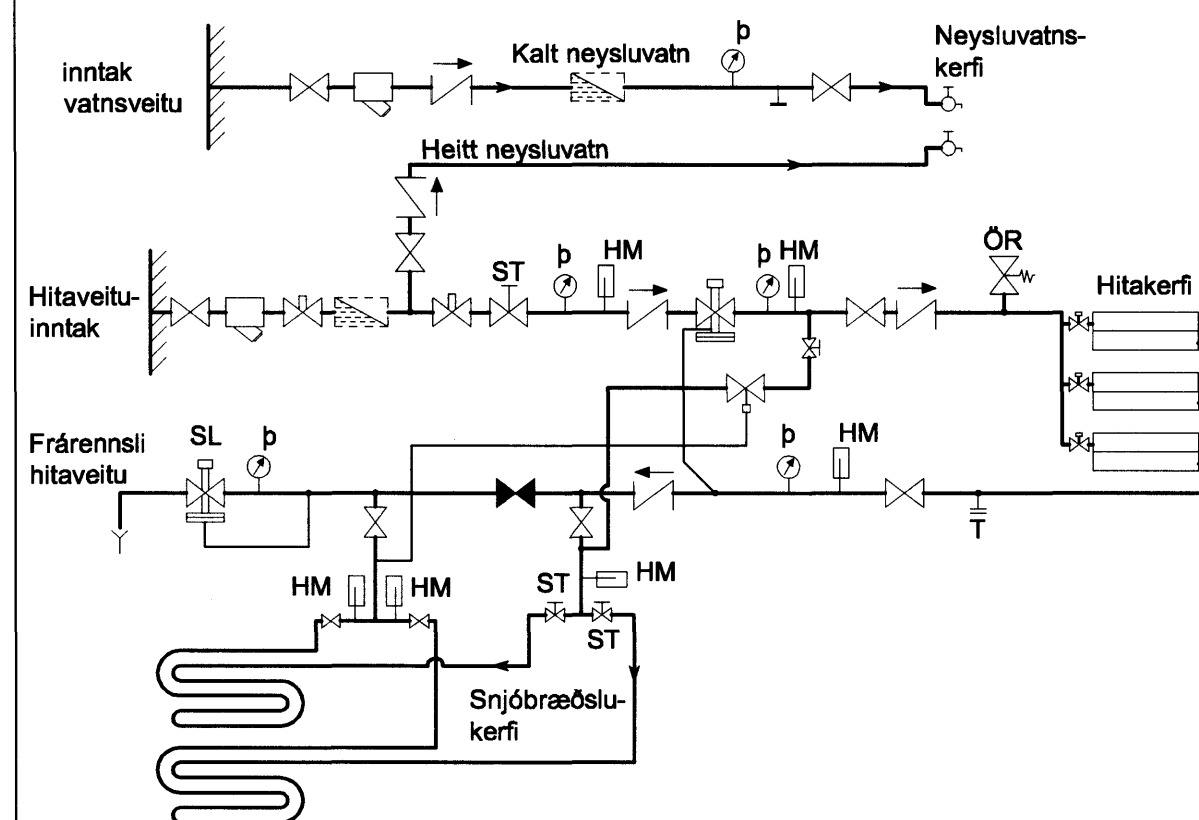 inntak
vatnsveitu
Kalt neysluvatn
þ
Neysluvatns-
kerfi
Heitt neysluvatn
Hitaveitu-
inntak
ST
þ
HM
þ
HM
ÖR
Hitakerfi
Frárennsli
hitaveitu
SL
þ
þ
HM
T
HM
HM
ST
HM
ST
Snjóbræðslu-
kerfi